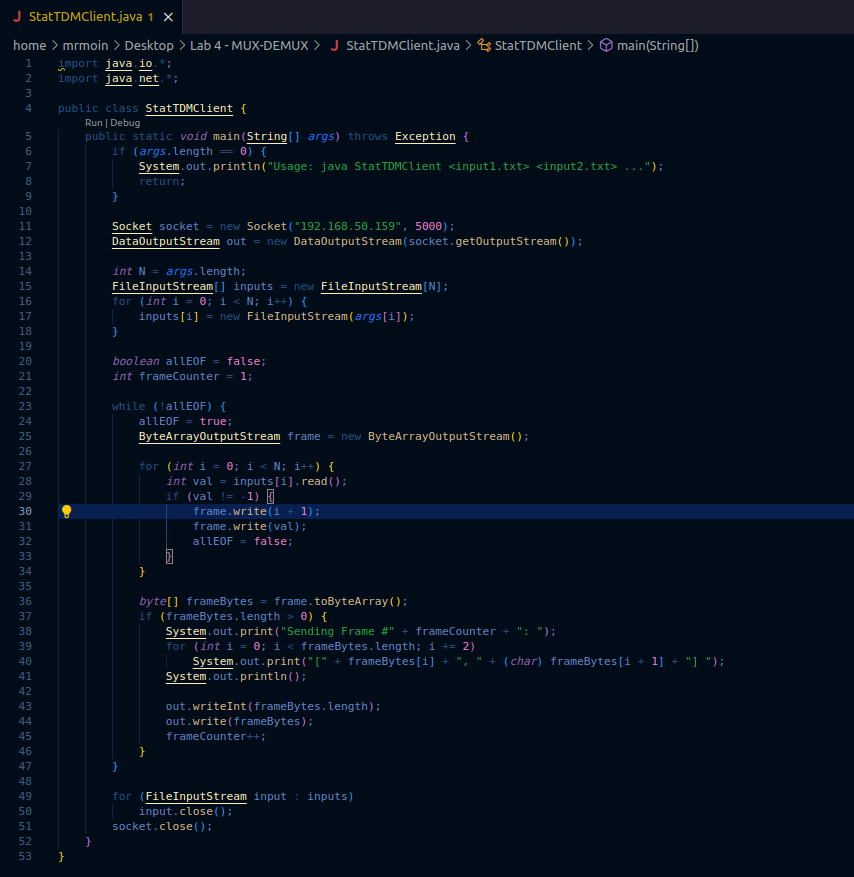 J StatTDMClient.java 1 ×
home > mrmoin > Desktop > Lab 4 - MUX-DEMUX > J StatTDMClient.java > StatTDMClient > main(String[])
1 import java.io.*;
2 import java.net.*;
3
4 public class StatTDMClient {
Run | Debug
5 public static void main(String[] args) throws Exception {
6 if (args.length == 0) {
7 System.out.println("Usage: java StatTDMClient <input1.txt> <input2.txt> ...");
8 return;
9 }
10
11 Socket socket = new Socket("192.168.50.159", 5000);
12 DataOutputStream out = new DataOutputStream(socket.getOutputStream());
13
14 int N = args.length;
15 FileInputStream[] inputs = new FileInputStream[N];
16 for (int i = 0; i < N; i++) {
17 inputs[i] = new FileInputStream(args[i]);
18 }
19
20 boolean allEOF = false;
21 int frameCounter = 1;
22
23 while (!allEOF) {
24 allEOF = true;
25 ByteArrayOutputStream frame = new ByteArrayOutputStream();
26
27 for (int i = 0; i < N; i++) {
28 int val = inputs[i].read();
29 if (val != -1) {
30 frame.write(i + 1);
31 frame.write(val);
32 allEOF = false;
33 }
34 }
35
36 byte[] frameBytes = frame.toByteArray();
37 if (frameBytes.length > 0) {
38 System.out.print("Sending Frame #" + frameCounter + ": ");
39 for (int i = 0; i < frameBytes.length; i += 2)
40 System.out.print("[" + frameBytes[i] + ", " + (char) frameBytes[i + 1] + "] ");
41 System.out.println();
42
43 out.writeInt(frameBytes.length);
44 out.write(frameBytes);
45 frameCounter++;
46 }
47 }
48
49 for (FileInputStream input : inputs)
50 input.close();
51 socket.close();
52 }
53 }